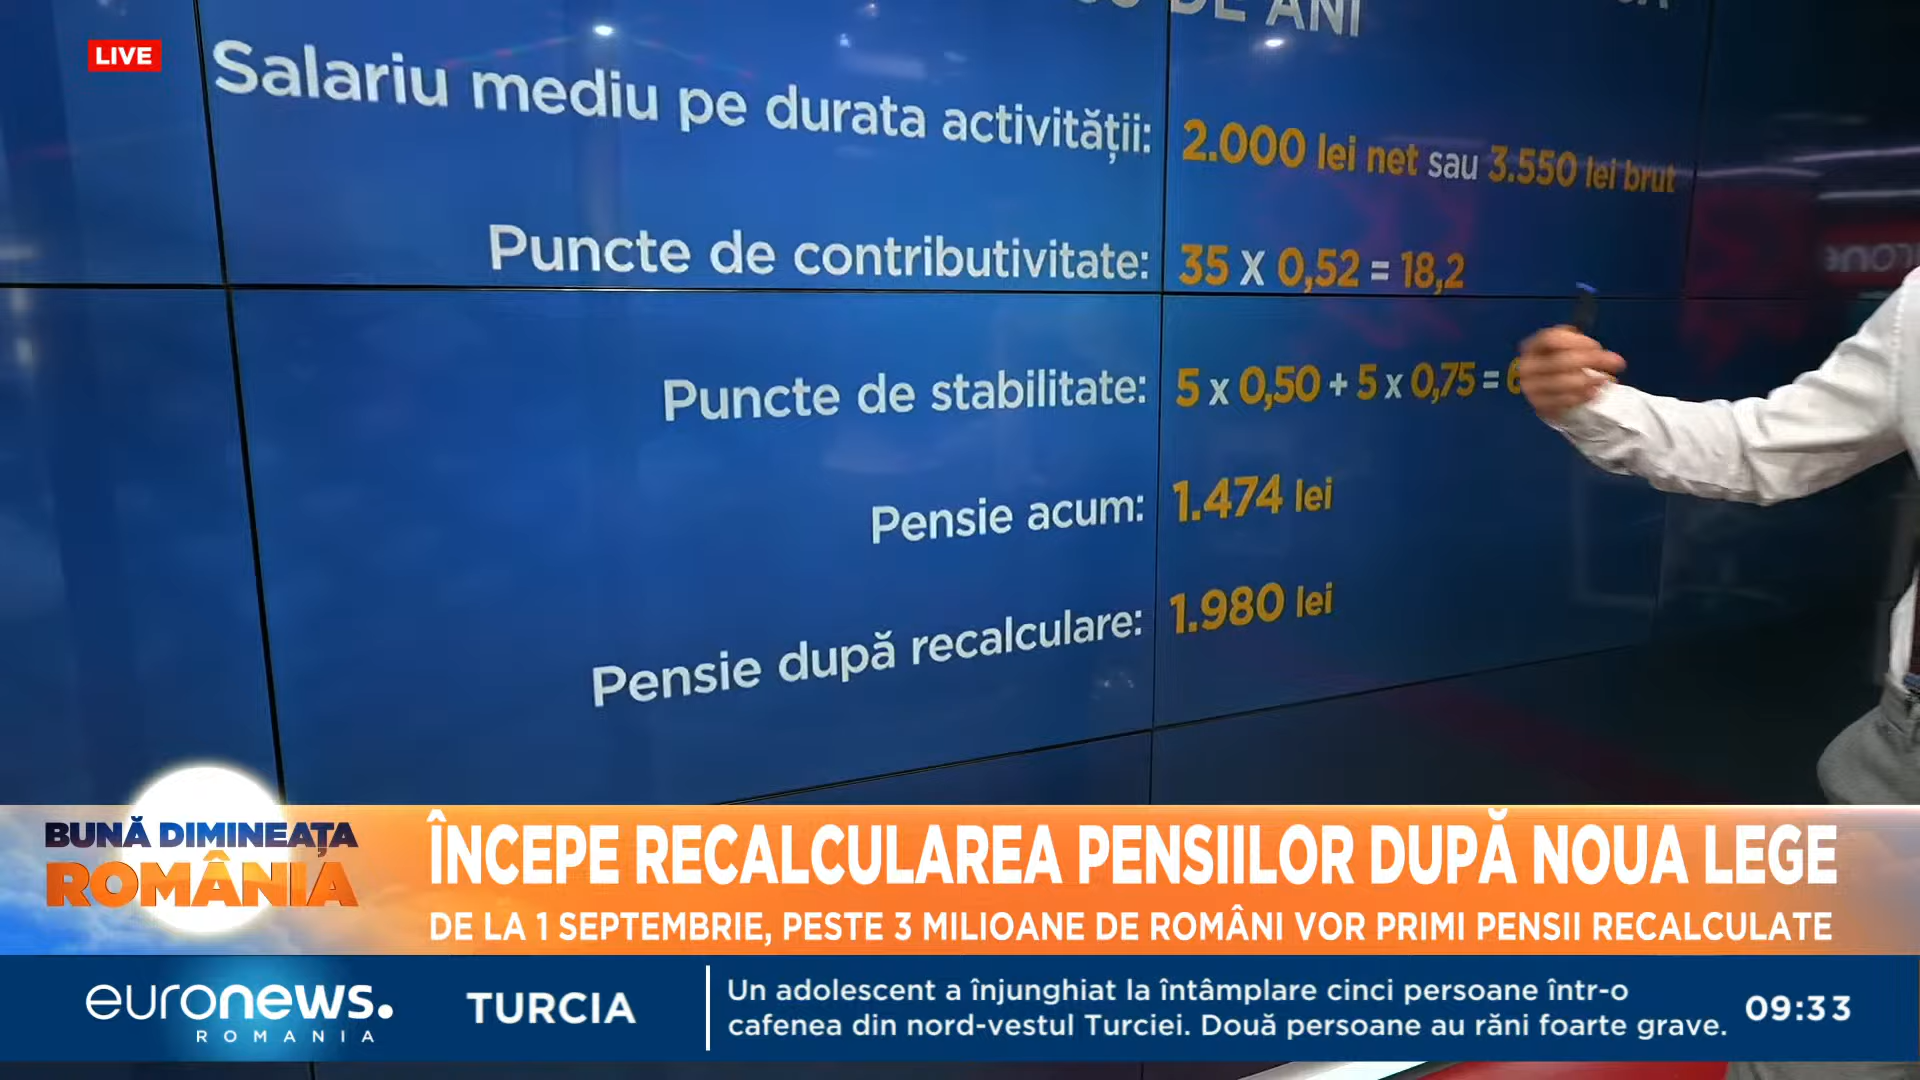 DE ANI
LIVE
Salariu mediu pe durata activității: 2.000 lei net sau 3.550 lei brut
Puncte de contributivitate: 35 x 0,52 = 18,2
Puncte de stabilitate: 5 x 0,50 + 5 x 0,75 = 6
Pensie acum: 1.474 lei
Pensie după recalculare: 1.980 lei
BUNĂ DIMINEAȚA
ROMÂNIA
ÎNCEPE RECALCULAREA PENSIILOR DUPĂ NOUA LEGE
DE LA 1 SEPTEMBRIE, PESTE 3 MILIOANE DE ROMÂNI VOR PRIMI PENSII RECALCULATE
euronews.
ROMANIA
TURCIA
Un adolescent a înjunghiat la întâmplare cinci persoane într-o
cafenea din nord-vestul Turciei. Două persoane au răni foarte grave.
09:33